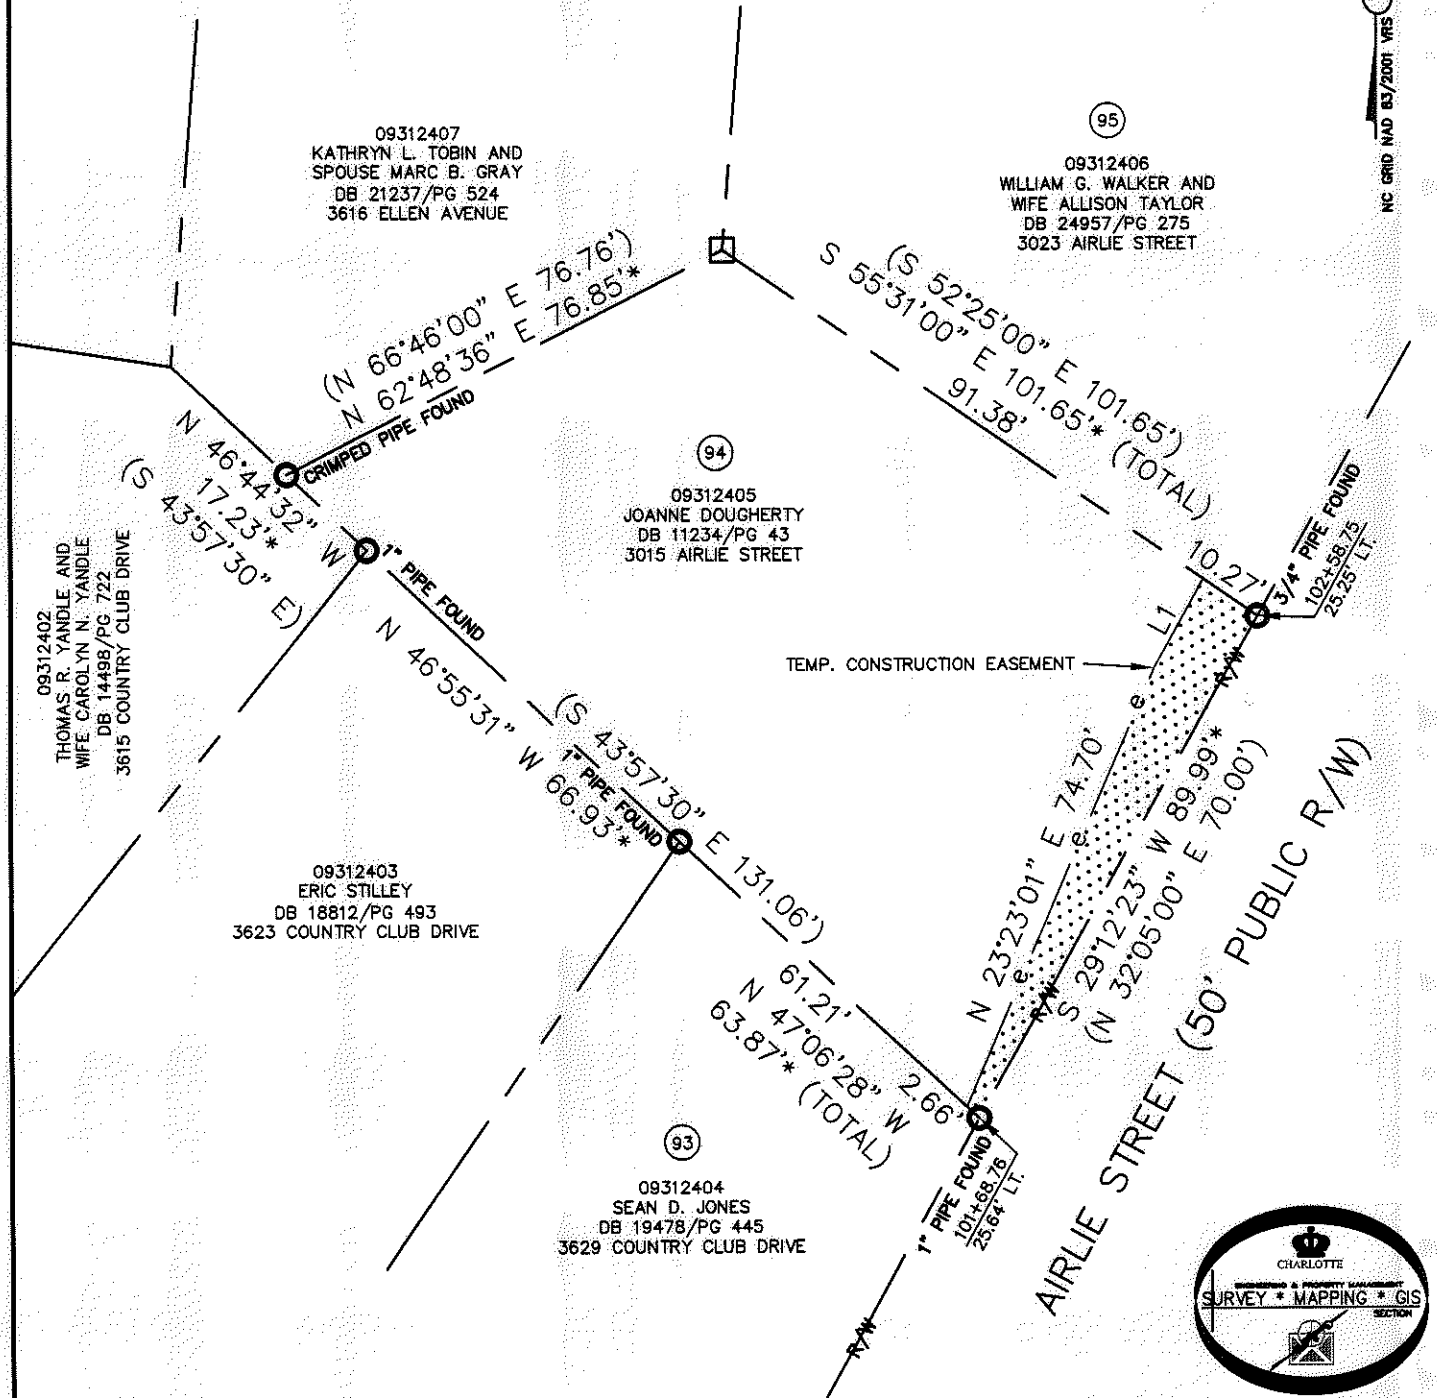 NC GRID NAD 83/2001 VRS
09312407
KATHRYN L. TOBIN AND
SPOUSE MARC B. GRAY
DB 21237/PG 524
3616 ELLEN AVENUE
95
09312406
WILLIAM G. WALKER AND
WIFE ALLISON TAYLOR
DB 24957/PG 275
3023 AIRLIE STREET
(N 66°46'00" E 76.76')
N 62°48'36" E 76.85'*
CRIMPED PIPE FOUND
(S 52°25'00" E 101.65')
S 55°31'00" E 101.65'* (TOTAL)
91.38'
10.27'
3/4" PIPE FOUND
102+58.75
25.25' LT.
N 46°44'32" W
17.23'*
(S 43°57'30" E)
1" PIPE FOUND
94
09312405
JOANNE DOUGHERTY
DB 11234/PG 43
3015 AIRLIE STREET
09312402
THOMAS R. YANDLE AND
WIFE CAROLYN N. YANDLE
DB 14498/PG 722
3615 COUNTRY CLUB DRIVE
TEMP. CONSTRUCTION EASEMENT
L1
e
e
e
R/W
N 23°23'01" E 74.70'
S 29°12'23" W 89.99'*
(N 32°05'00" E 70.00')
R/W
(S 43°57'30" E 131.06')
1" PIPE FOUND
N 46°55'31" W 66.93'*
09312403
ERIC STILLEY
DB 18812/PG 493
3623 COUNTRY CLUB DRIVE
61.21'
N 47°06'28" W
63.87'* (TOTAL)
2.66'
1" PIPE FOUND
101+68.76
25.64' LT.
AIRLIE STREET (50' PUBLIC R/W)
93
09312404
SEAN D. JONES
DB 19478/PG 445
3629 COUNTRY CLUB DRIVE
R/W
CHARLOTTE
ENGINEERING & PROPERTY MANAGEMENT
SURVEY * MAPPING * GIS
SECTION